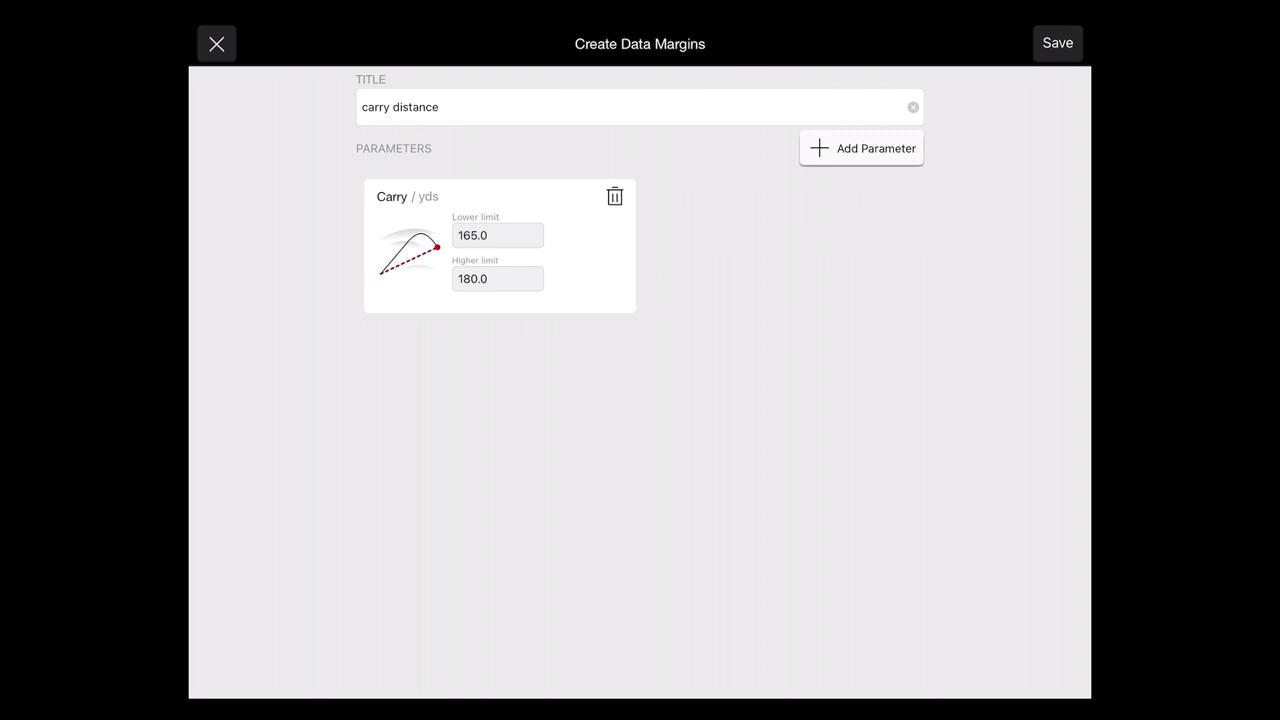 Create Data Margins
Save
TITLE
carry distance
PARAMETERS
Add Parameter
Carry / yds
Lower limit
165.0
Higher limit
180.0